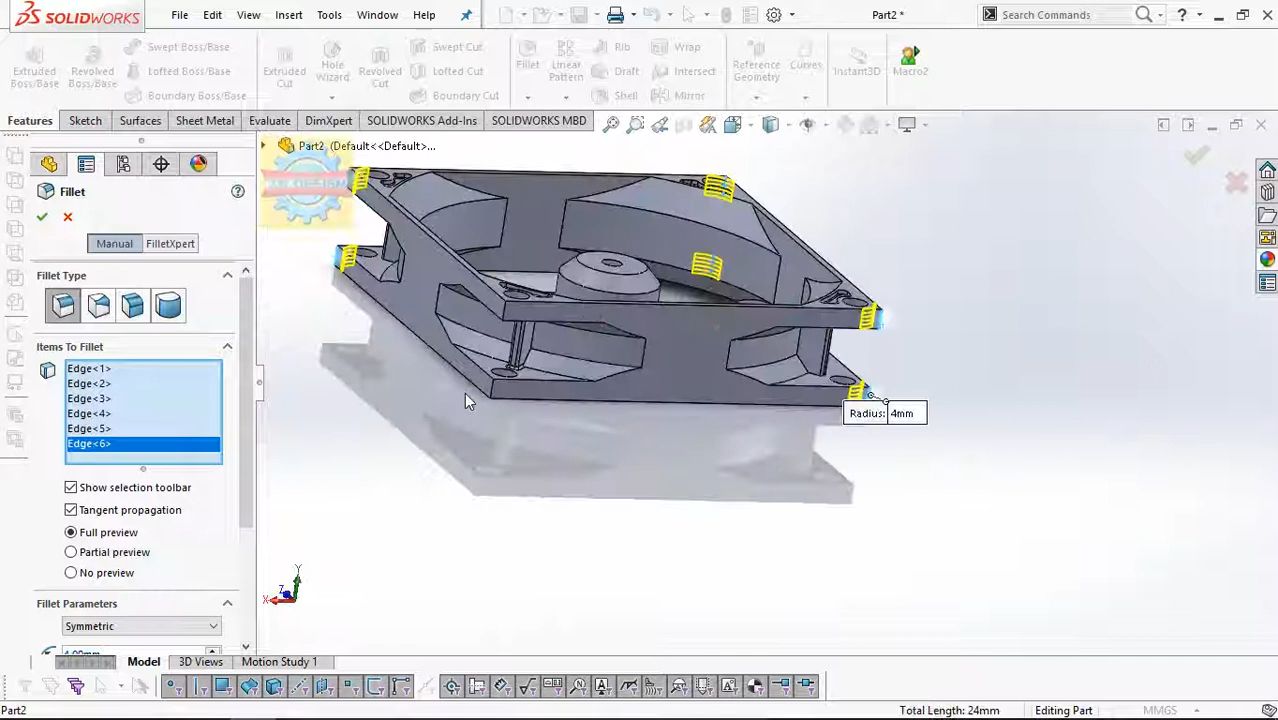 SOLIDWORKS File Edit View Insert Tools Window Help Part2 * Search Commands ?
Extruded Boss/Base Revolved Boss/Base Swept Boss/Base Lofted Boss/Base Boundary Boss/Base Extruded Cut Hole Wizard Revolved Cut Swept Cut Lofted Cut Boundary Cut Fillet Linear Pattern Rib Draft Shell Wrap Intersect Mirror Reference Geometry Curves Instant3D Macro2
Features Sketch Surfaces Sheet Metal Evaluate DimXpert SOLIDWORKS Add-Ins SOLIDWORKS MBD
Part2 (Default<<Default>...
Fillet
Manual FilletXpert
Fillet Type
Items To Fillet
Edge<1>
Edge<2>
Edge<3>
Edge<4>
Edge<5>
Edge<6>
Radius: 4mm
Show selection toolbar
Tangent propagation
Full preview
Partial preview
No preview
Y
Z
X
Fillet Parameters
Symmetric
4.00mm
Model 3D Views Motion Study 1
Part2 Total Length: 24mm Editing Part MMGS